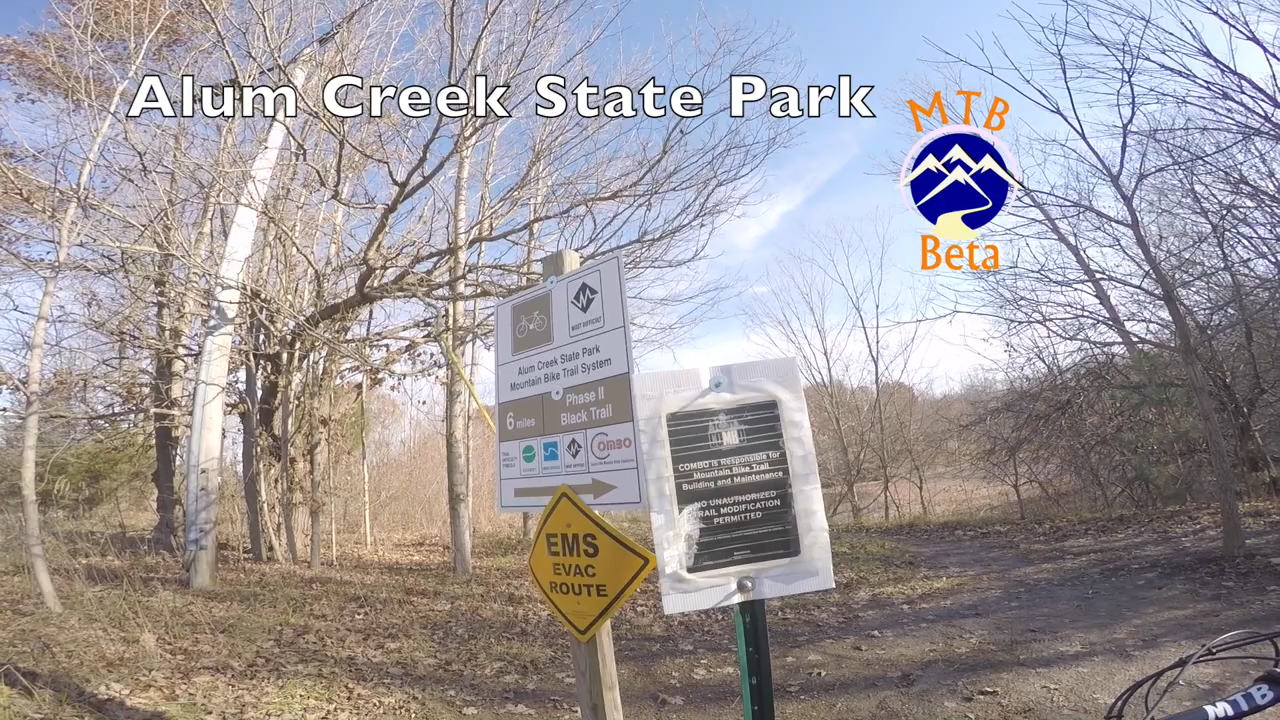 Alum Creek State Park
MTB
Beta
MOST DIFFICULT
Alum Creek State Park
Mountain Bike Trail System
6 miles
Phase II
Black Trail
COMBO
EMS
EVAC
ROUTE
COMBO is Responsible for
Mountain Bike Trail
Building and Maintenance
NO UNAUTHORIZED
TRAIL MODIFICATION
PERMITTED
MTB